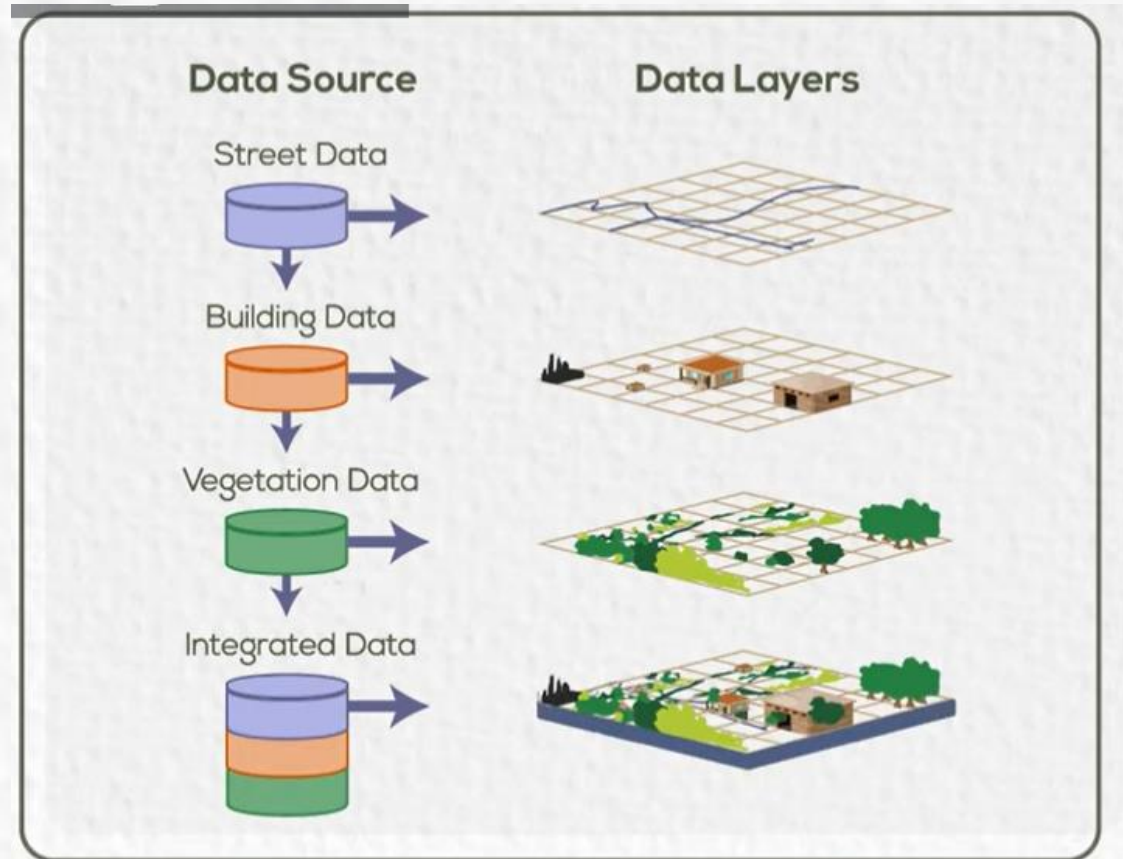 Data Source
Data Layers
Street Data
Building Data
Vegetation Data
Integrated Data